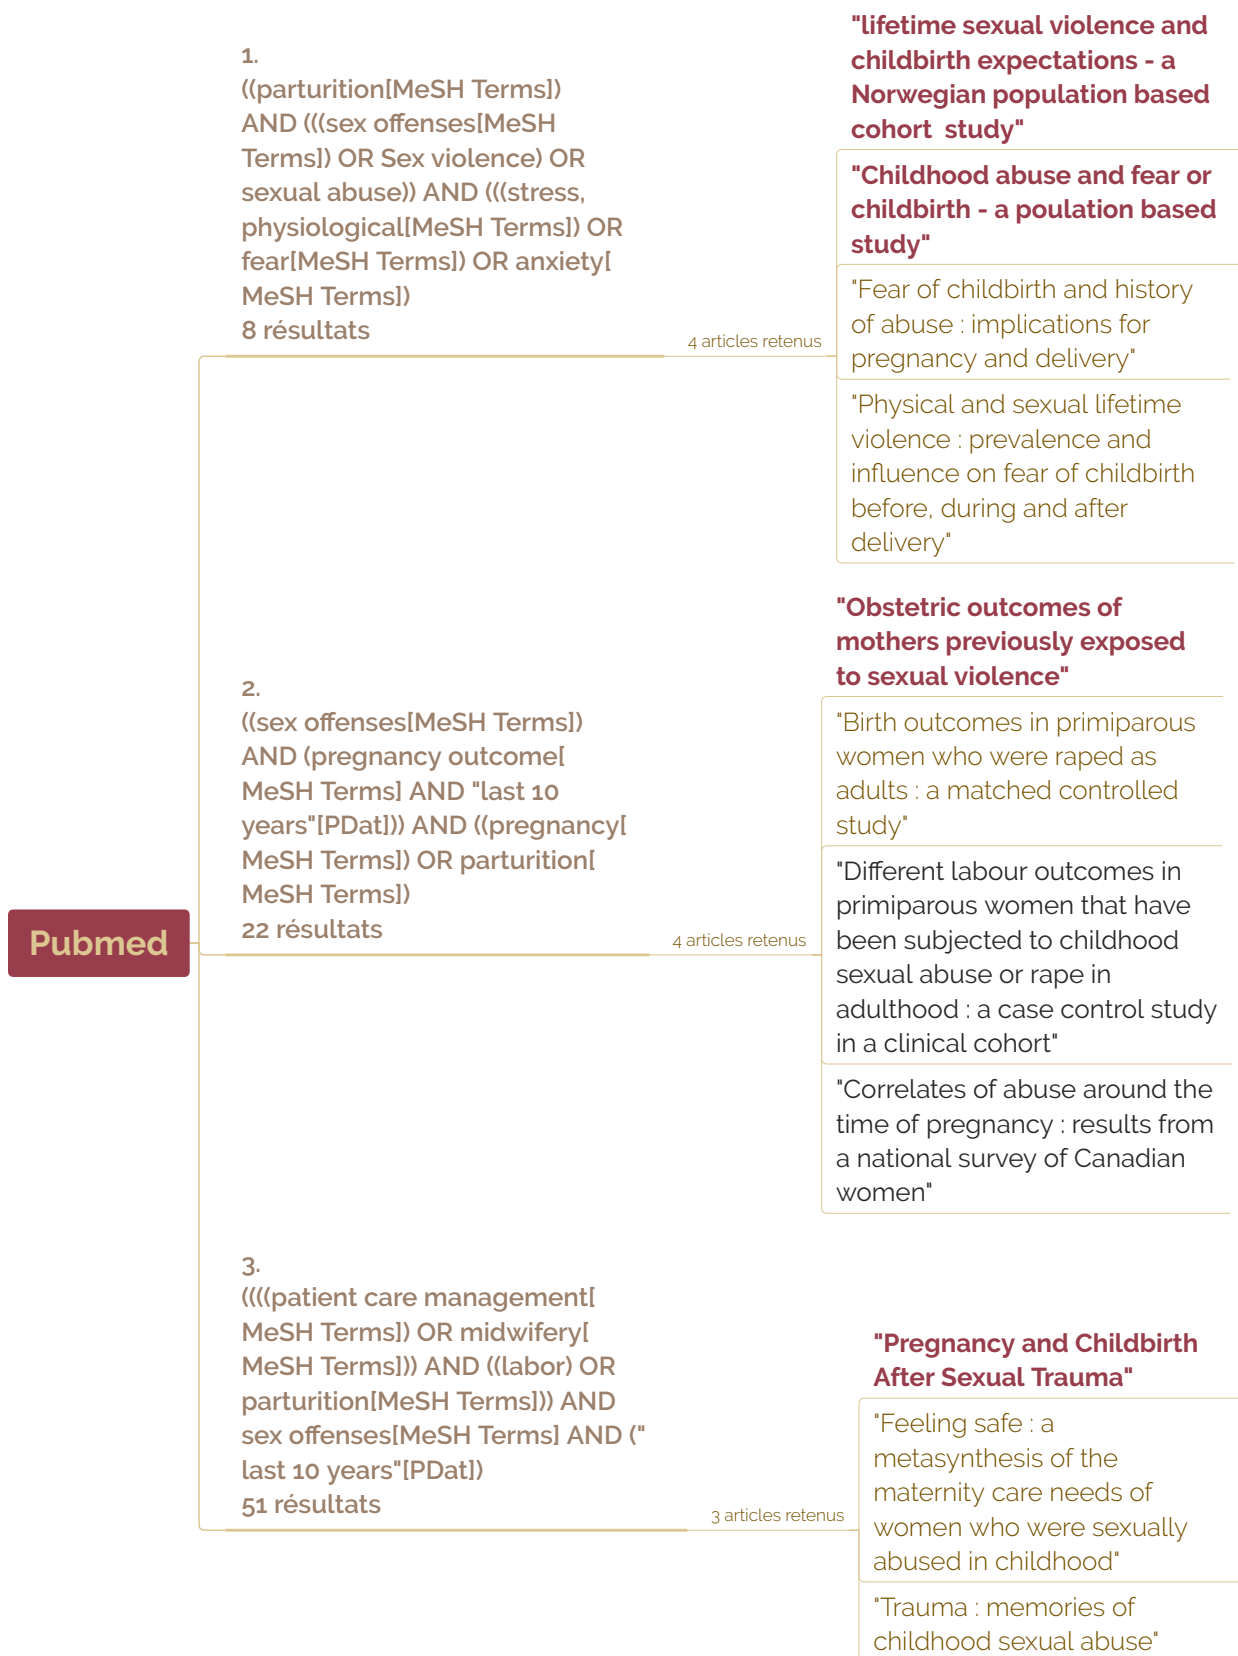 Pubmed
1.
((parturition[MeSH Terms])
AND (((sex offenses[MeSH
Terms]) OR Sex violence) OR
sexual abuse)) AND (((stress,
physiological[MeSH Terms]) OR
fear[MeSH Terms]) OR anxiety[
MeSH Terms])
8 résultats
4 articles retenus
"lifetime sexual violence and
childbirth expectations - a
Norwegian population based
cohort study"
"Childhood abuse and fear or
childbirth - a poulation based
study"
"Fear of childbirth and history
of abuse : implications for
pregnancy and delivery"
"Physical and sexual lifetime
violence : prevalence and
influence on fear of childbirth
before, during and after
delivery"
2.
((sex offenses[MeSH Terms])
AND (pregnancy outcome[
MeSH Terms] AND "last 10
years"[PDat])) AND ((pregnancy[
MeSH Terms]) OR parturition[
MeSH Terms])
22 résultats
4 articles retenus
"Obstetric outcomes of
mothers previously exposed
to sexual violence"
"Birth outcomes in primiparous
women who were raped as
adults : a matched controlled
study"
"Different labour outcomes in
primiparous women that have
been subjected to childhood
sexual abuse or rape in
adulthood : a case control study
in a clinical cohort"
"Correlates of abuse around the
time of pregnancy : results from
a national survey of Canadian
women"
3.
((((patient care management[
MeSH Terms]) OR midwifery[
MeSH Terms])) AND ((labor) OR
parturition[MeSH Terms])) AND
sex offenses[MeSH Terms] AND ("
last 10 years"[PDat])
51 résultats
3 articles retenus
"Pregnancy and Childbirth
After Sexual Trauma"
"Feeling safe : a
metasynthesis of the
maternity care needs of
women who were sexually
abused in childhood"
"Trauma : memories of
childhood sexual abuse"